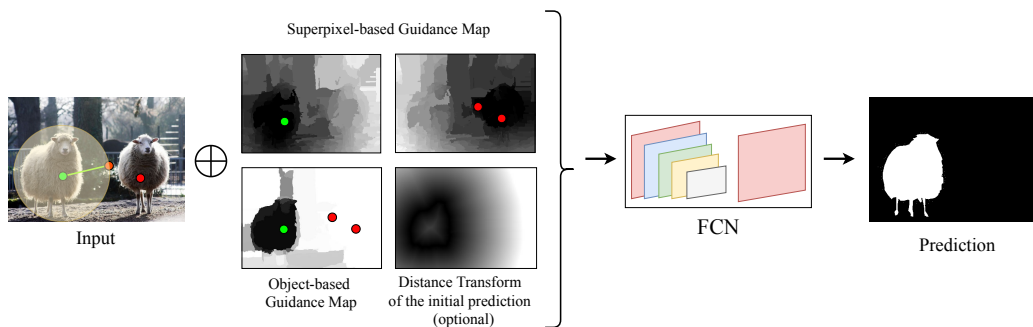 Superpixel-based Guidance Map
Input
Object-based
Guidance Map
Distance Transform
of the initial prediction
(optional)
FCN
Prediction